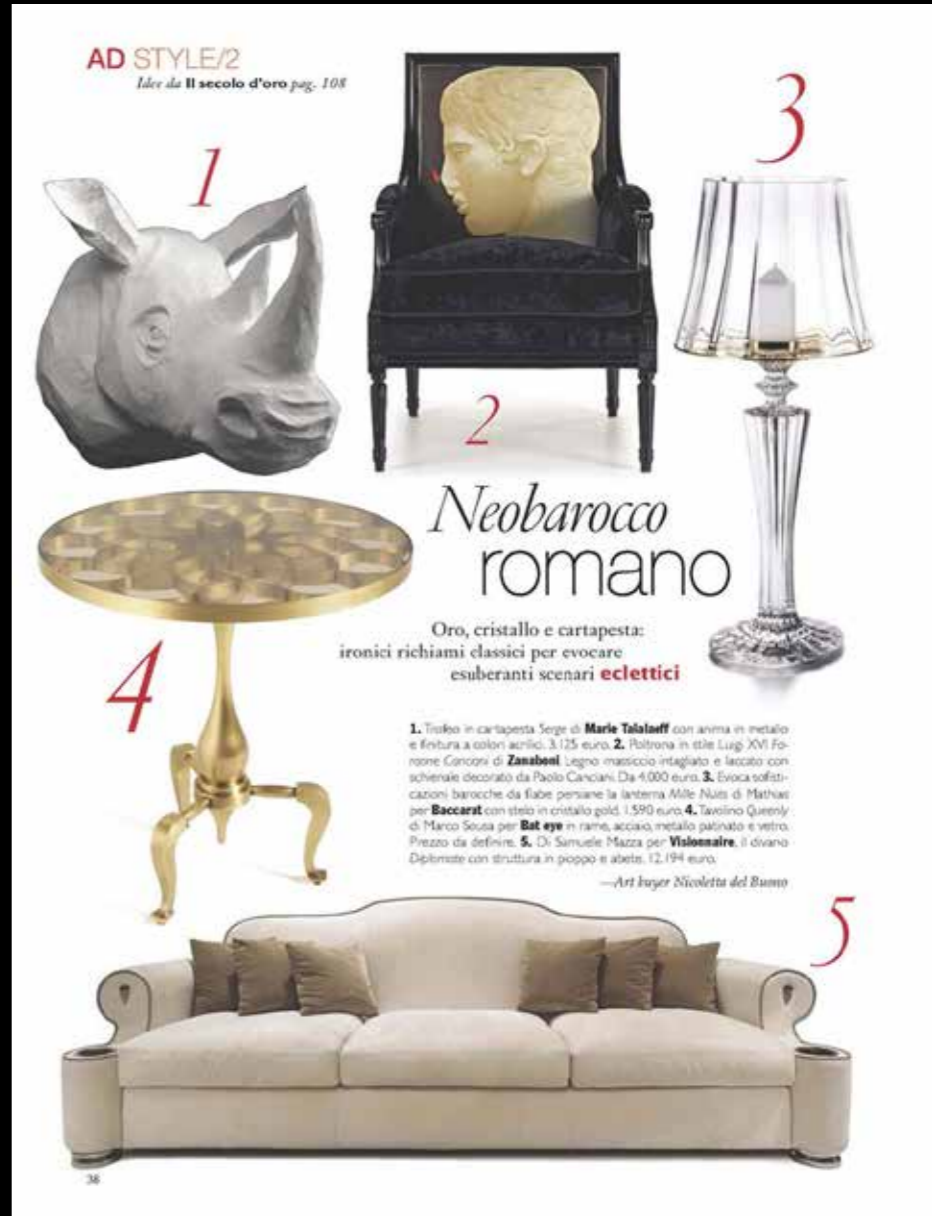 AD STYLE/2
Idee da Il secolo d'oro pag. 108
1
3
2
Neobarocco
romano
4
Oro, cristallo e cartapesta:
ironici richiami classici per evocare
esuberanti scenari eclettici
1. Trofeo in cartapesta Serge di Marie Talalaeff con anima in metallo
e finitura a colori acrilici. 3.125 euro. 2. Poltrona in stile Luigi XVI
di Zanaboni. Legno massiccio intagliato e laccato con
schienale decorato da Paolo Canciani. Da 4.000 euro. 3. Evoca sofisti-
cazioni barocche da fiabe persiane la lanterna Mille Nuits di Mathias
per Baccarat con stelo in cristallo gold. 1.590 euro. 4. Tavolino Queenly
di Marco Sousa per Bat eye in rame, acciaio, metallo patinato e vetro.
Prezzo da definire. 5. Di Samuele Mazza per Visionnaire, il divano
Diplomate con struttura in pioppo e abete. 12.194 euro.
—Art buyer Nicoletta del Buono
5
38